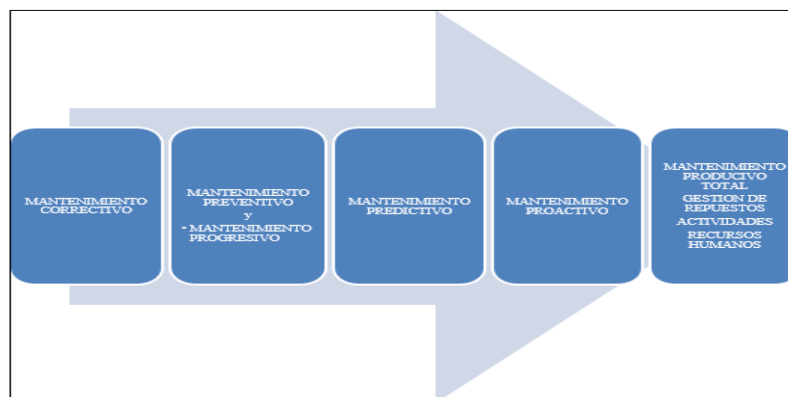 MANTENIMIENTO
CORRECTIVO
MANTENIMIENTO
PREVENTIVO
y
- MANTENIMIENTO
PROGRESIVO
MANTENIMIENTO
PREDICTIVO
MANTENIMIENTO
PROACTIVO
MANTENIMIENTO
PRODUCIVO
TOTAL
GESTION DE
REPUESTOS
ACTIVIDADES
RECURSOS
HUMANOS